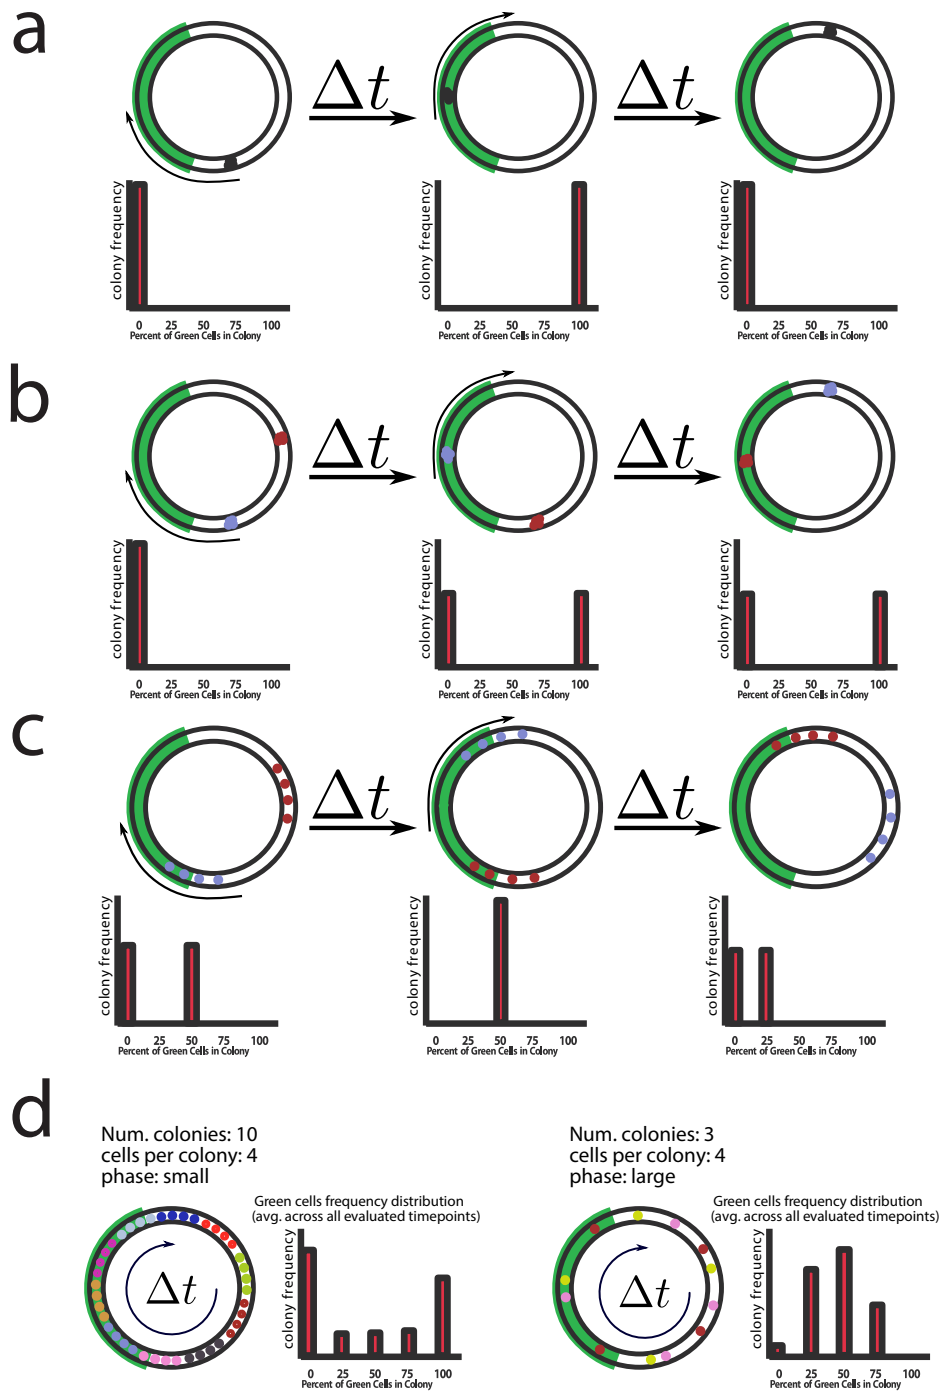 a
Δt
Δt
colony frequency
colony frequency
colony frequency
0 25 50 75 100
Percent of Green Cells in Colony
0 25 50 75 100
Percent of Green Cells in Colony
0 25 50 75 100
Percent of Green Cells in Colony
b
Δt
Δt
colony frequency
colony frequency
colony frequency
0 25 50 75 100
Percent of Green Cells in Colony
0 25 50 75 100
Percent of Green Cells in Colony
0 25 50 75 100
Percent of Green Cells in Colony
c
Δt
Δt
colony frequency
colony frequency
colony frequency
0 25 50 75 100
Percent of Green Cells in Colony
0 25 50 75 100
Percent of Green Cells in Colony
0 25 50 75 100
Percent of Green Cells in Colony
d
Num. colonies: 10
cells per colony: 4
phase: small
Green cells frequency distribution
(avg. across all evaluated timepoints)
Δt
colony frequency
0 25 50 75 100
Percent of Green Cells in Colony
Num. colonies: 3
cells per colony: 4
phase: large
Green cells frequency distribution
(avg. across all evaluated timepoints)
Δt
colony frequency
0 25 50 75 100
Percent of Green Cells in Colony